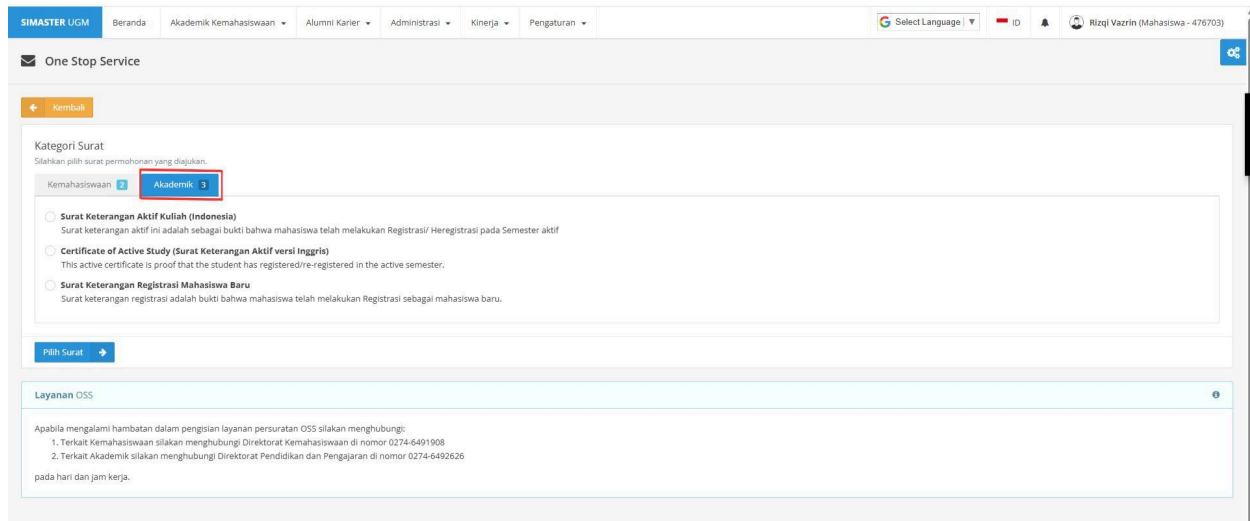 SIMASTER UGM Beranda Akademik Kemahasiswaan Alumni Karier Administrasi Kinerja Pengaturan Select Language ID Rizqi Vazrin (Mahasiswa - 476703)
One Stop Service
Kembali
Kategori Surat
Silahkan pilih surat permohonan yang diajukan.
Kemahasiswaan 2 Akademik 3
Surat Keterangan Aktif Kuliah (Indonesia)
Surat keterangan aktif ini adalah sebagai bukti bahwa mahasiswa telah melakukan Registrasi/ Heregistrasi pada Semester aktif
Certificate of Active Study (Surat Keterangan Aktif versi Inggris)
This active certificate is proof that the student has registered/re-registered in the active semester.
Surat Keterangan Registrasi Mahasiswa Baru
Surat keterangan registrasi adalah bukti bahwa mahasiswa telah melakukan Registrasi sebagai mahasiswa baru.
Pilih Surat
Layanan OSS
Apabila mengalami hambatan dalam pengisian layanan persuratan OSS silakan menghubungi:
1. Terkait Kemahasiswaan silakan menghubungi Direktorat Kemahasiswaan di nomor 0274-6491908
2. Terkait Akademik silakan menghubungi Direktorat Pendidikan dan Pengajaran di nomor 0274-6492626
pada hari dan jam kerja.